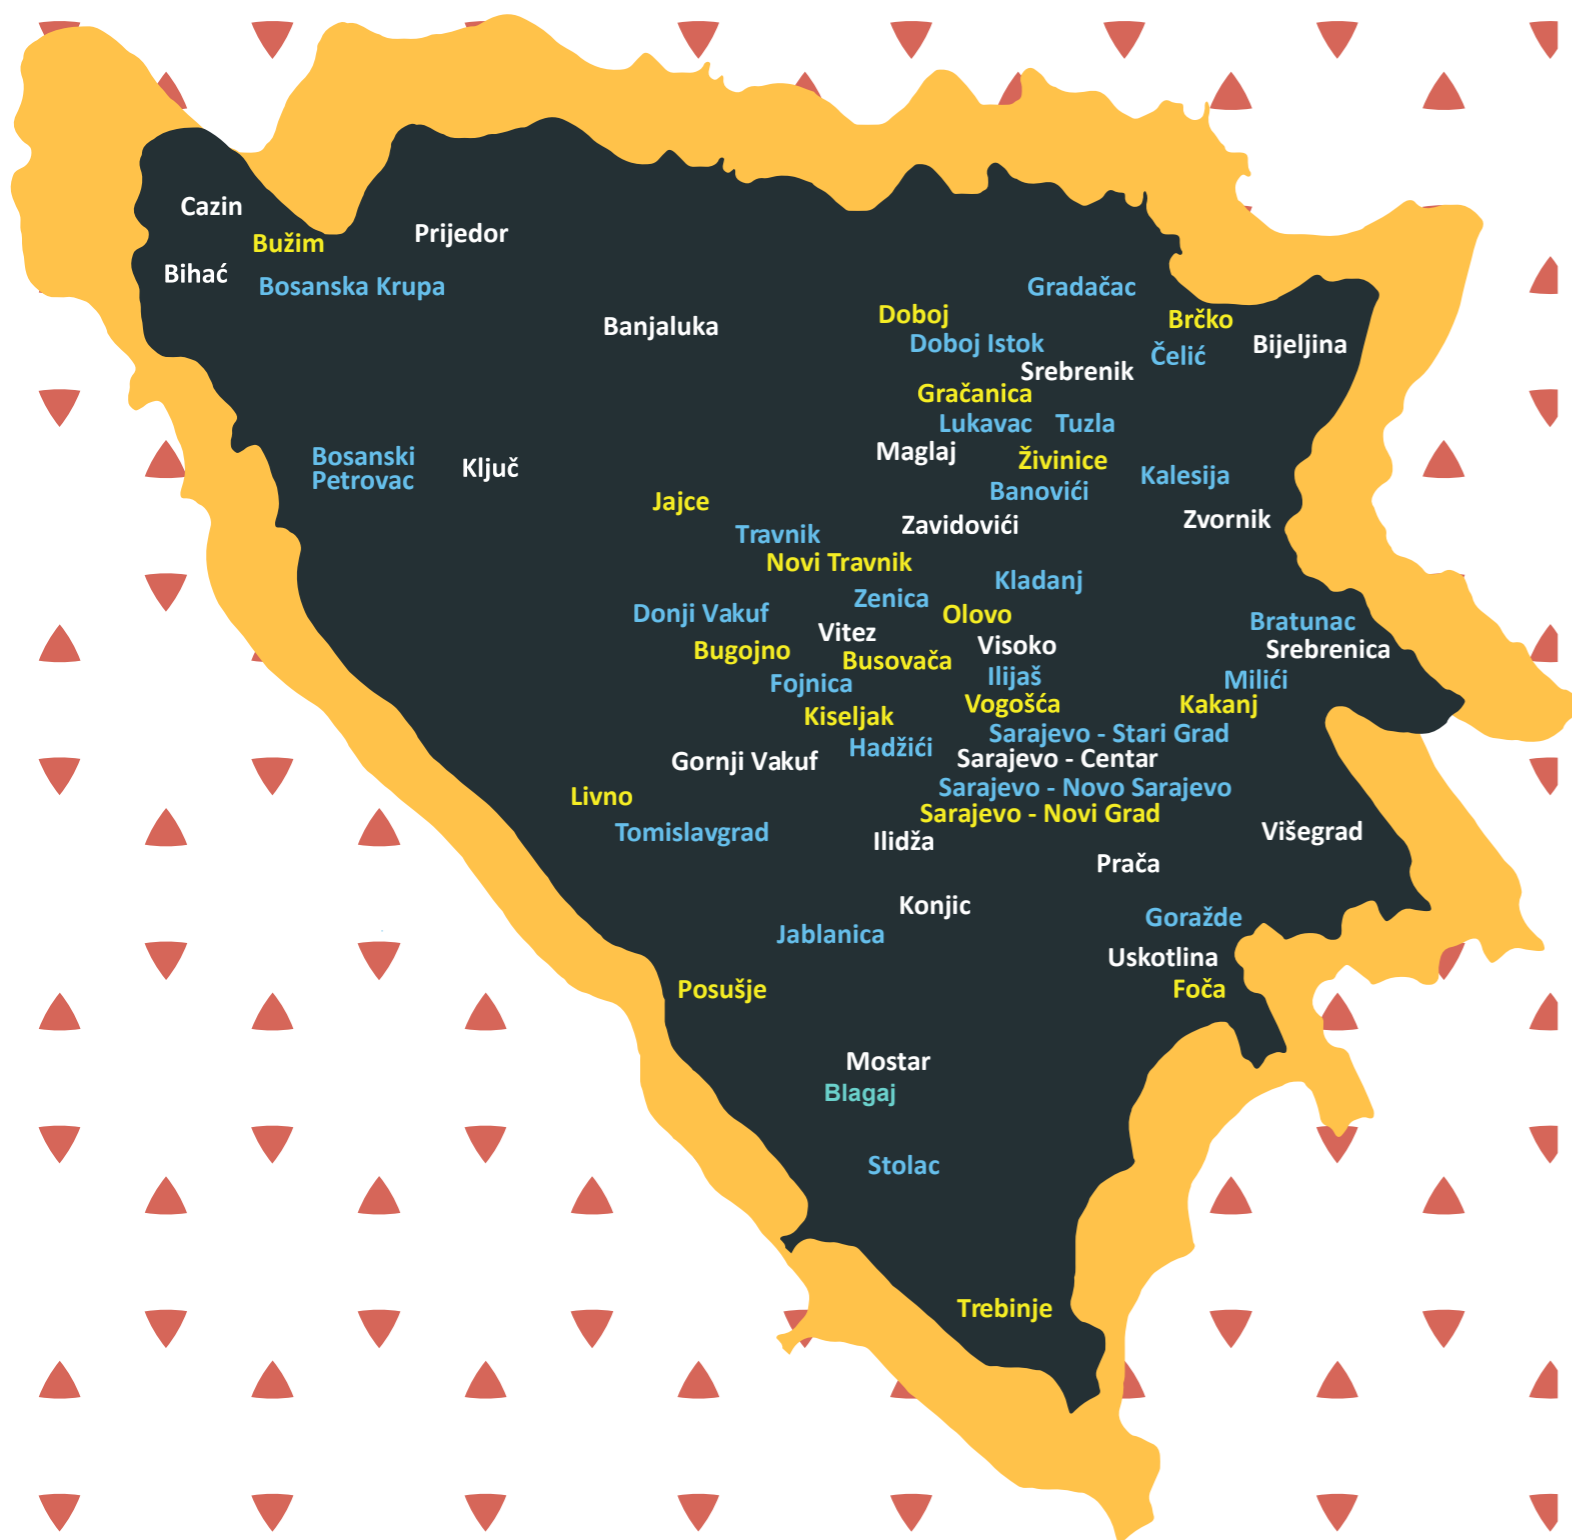 Cazin
Prijedor
Bužim
Bihać
Bosanska Krupa
Gradačac
Doboj
Brčko
Banjaluka
Doboj Istok
Bijeljina
Čelić
Srebrenik
Gračanica
Lukavac
Tuzla
Maglaj
Bosanski
Petrovac
Ključ
Živinice
Kalesija
Banovići
Jajce
Zavidovići
Zvornik
Travnik
Novi Travnik
Kladanj
Zenica
Donji Vakuf
Olovo
Bratunac
Vitez
Visoko
Srebrenica
Bugojno
Busovača
Ilijaš
Milići
Fojnica
Vogošća
Kakanj
Kiseljak
Sarajevo - Stari Grad
Hadžići
Sarajevo - Centar
Gornji Vakuf
Sarajevo - Novo Sarajevo
Livno
Sarajevo - Novi Grad
Tomislavgrad
Višegrad
Ilidža
Prača
Konjic
Goražde
Jablanica
Uskotlina
Posušje
Foča
Mostar
Blagaj
Stolac
Trebinje